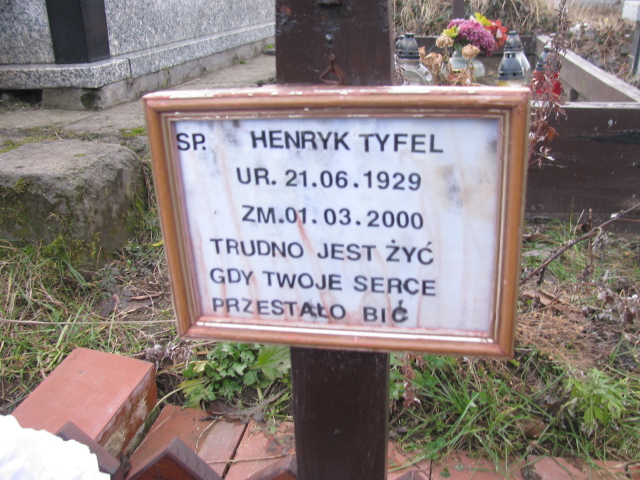 SP. HENRYK TYFEL
UR. 21.06.1929
ZM. 01.03.2000
TRUDNO JEST ŻYĆ
GDY TWOJE SERCE
PRZESTAŁO BIĆ